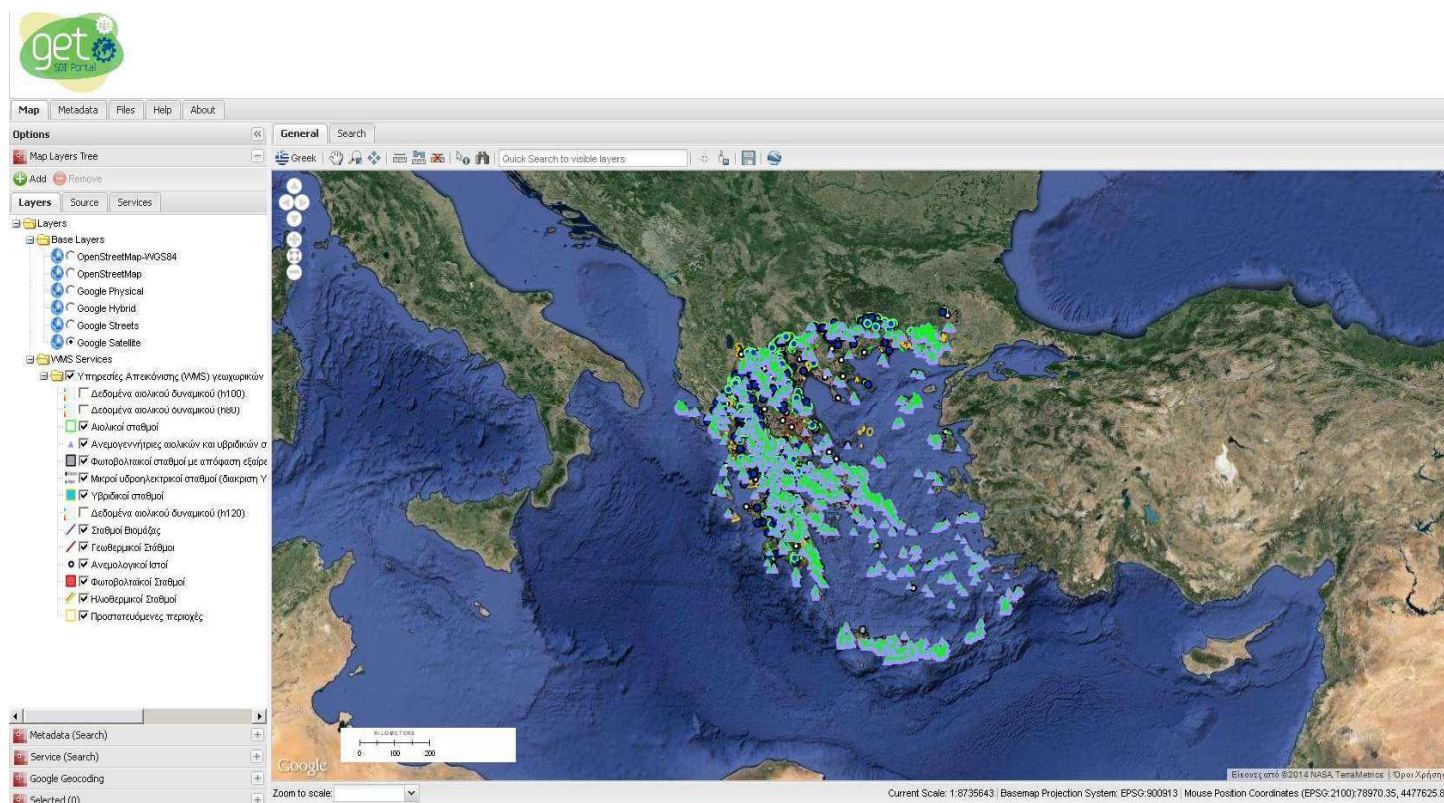 get
SDI Portal
Map Metadata Files Help About
Options
General Search
Map Layers Tree
Greek Quick Search to visible layers
Add Remove
Layers Source Services
Layers
Base Layers
OpenStreetMap-WGS84
OpenStreetMap
Google Physical
Google Hybrid
Google Streets
Google Satellite
WMS Services
Υπηρεσίες Απεικόνισης (WMS) γεωχωρικών
Δεδομένα αιολικού δυναμικού (h100)
Δεδομένα αιολικού δυναμικού (h80)
Αιολικοί σταθμοί
Ανεμογεννήτριες αιολικών και υβριδικών σ
Φωτοβολταικοί σταθμοί με απόφαση εξαίρε
Μικροί υδροηλεκτρικοί σταθμοί (διακριση Υ
Υβριδικοί σταθμοί
Δεδομένα αιολικού δυναμικού (h120)
Σταθμοί Βιομάζας
Γεωθερμικοί Στάθμοι
Ανεμολογικοί Ιστοί
Φωτοβολταϊκοί Σταθμοί
Ηλιοθερμικοί Σταθμοί
Προστατευόμενες περιοχές
Metadata (Search)
Service (Search)
Google Geocoding
Selected (0)
KILOMETERS
0 100 200
Google
Εικόνες από ©2014 NASA, TerraMetrics Όροι Χρήσης
Zoom to scale:
Current Scale: 1:8735643 Basemap Projection System: EPSG:900913 Mouse Position Coordinates (EPSG:2100):78970.35, 4477625.8